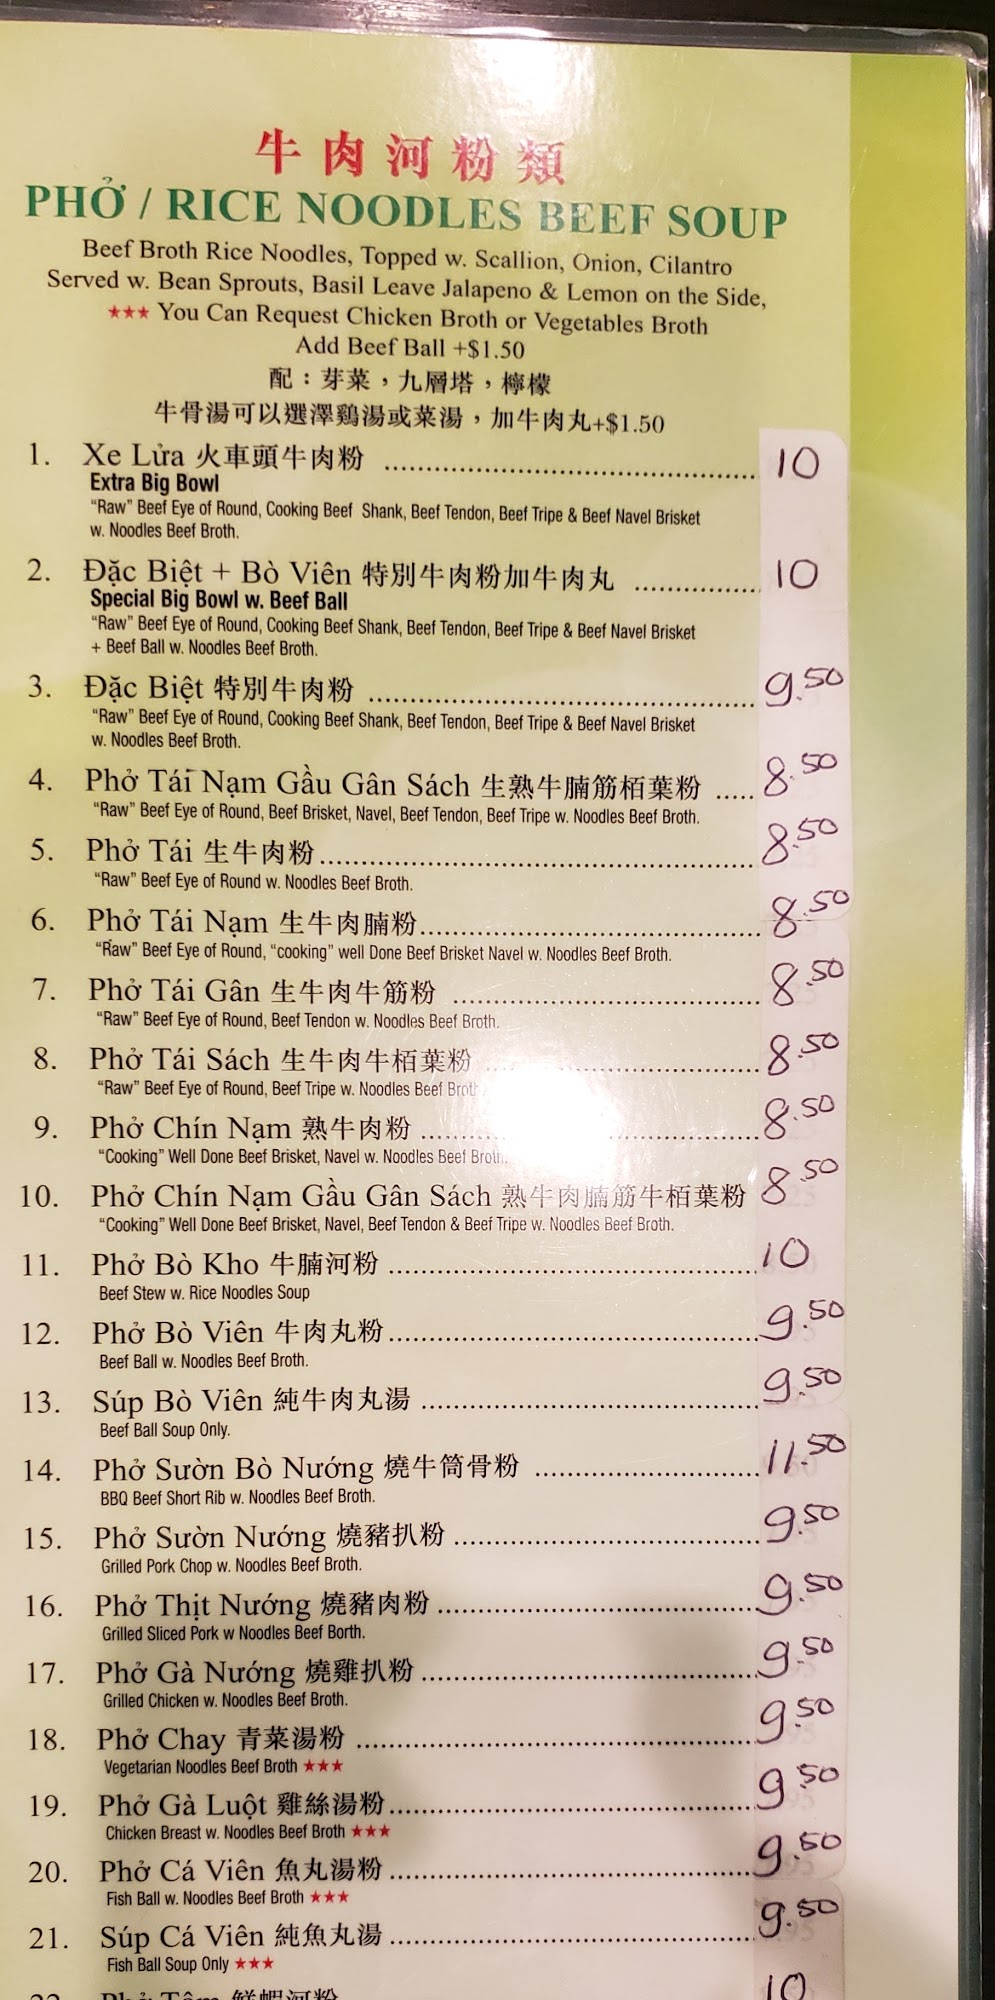 牛肉河粉類
PHỞ / RICE NOODLES BEEF SOUP
Beef Broth Rice Noodles, Topped w. Scallion, Onion, Cilantro
Served w. Bean Sprouts, Basil Leave Jalapeno & Lemon on the Side,
★★★ You Can Request Chicken Broth or Vegetables Broth
Add Beef Ball +$1.50
配：芽菜，九層塔，檸檬
牛骨湯可以選澤鷄湯或菜湯，加牛肉丸+$1.50
1. Xe Lửa 火車頭牛肉粉 ........ 10
Extra Big Bowl
“Raw” Beef Eye of Round, Cooking Beef Shank, Beef Tendon, Beef Tripe & Beef Navel Brisket
w. Noodles Beef Broth.
2. Đặc Biệt + Bò Viên 特別牛肉粉加牛肉丸 ........ 10
Special Big Bowl w. Beef Ball
“Raw” Beef Eye of Round, Cooking Beef Shank, Beef Tendon, Beef Tripe & Beef Navel Brisket
+ Beef Ball w. Noodles Beef Broth.
3. Đặc Biệt 特別牛肉粉 ........ 9.50
“Raw” Beef Eye of Round, Cooking Beef Shank, Beef Tendon, Beef Tripe & Beef Navel Brisket
w. Noodles Beef Broth.
4. Phở Tái Nạm Gầu Gân Sách 生熟牛腩筋栢葉粉 ..... 8.50
“Raw” Beef Eye of Round, Beef Brisket, Navel, Beef Tendon, Beef Tripe w. Noodles Beef Broth.
5. Phở Tái 生牛肉粉 ........ 8.50
“Raw” Beef Eye of Round w. Noodles Beef Broth.
6. Phở Tái Nạm 生牛肉腩粉 ........ 8.50
“Raw” Beef Eye of Round, “cooking” well Done Beef Brisket Navel w. Noodles Beef Broth.
7. Phở Tái Gân 生牛肉牛筋粉 ........ 8.50
“Raw” Beef Eye of Round, Beef Tendon w. Noodles Beef Broth.
8. Phở Tái Sách 生牛肉牛栢葉粉 ........ 8.50
“Raw” Beef Eye of Round, Beef Tripe w. Noodles Beef Broth
9. Phở Chín Nạm 熟牛肉粉 ........ 8.50
“Cooking” Well Done Beef Brisket, Navel w. Noodles Beef Broth.
10. Phở Chín Nạm Gầu Gân Sách 熟牛肉腩筋牛栢葉粉 8.50
“Cooking” Well Done Beef Brisket, Navel, Beef Tendon & Beef Tripe w. Noodles Beef Broth.
11. Phở Bò Kho 牛腩河粉 ........ 10
Beef Stew w. Rice Noodles Soup
12. Phở Bò Viên 牛肉丸粉 ........ 9.50
Beef Ball w. Noodles Beef Broth.
13. Súp Bò Viên 純牛肉丸湯 ........ 9.50
Beef Ball Soup Only.
14. Phở Sườn Bò Nướng 燒牛筒骨粉 ........ 11.50
BBQ Beef Short Rib w. Noodles Beef Broth.
15. Phở Sườn Nướng 燒豬扒粉 ........ 9.50
Grilled Pork Chop w. Noodles Beef Broth.
16. Phở Thịt Nướng 燒豬肉粉 ........ 9.50
Grilled Sliced Pork w Noodles Beef Borth.
17. Phở Gà Nướng 燒雞扒粉 ........ 9.50
Grilled Chicken w. Noodles Beef Broth.
18. Phở Chay 青菜湯粉 ........ 9.50
Vegetarian Noodles Beef Broth ★★★
19. Phở Gà Luột 雞絲湯粉 ........ 9.50
Chicken Breast w. Noodles Beef Broth ★★★
20. Phở Cá Viên 魚丸湯粉 ........ 9.50
Fish Ball w. Noodles Beef Broth ★★★
21. Súp Cá Viên 純魚丸湯 ........ 9.50
Fish Ball Soup Only ★★★
22. Phở Tôm 鮮蝦河粉 10